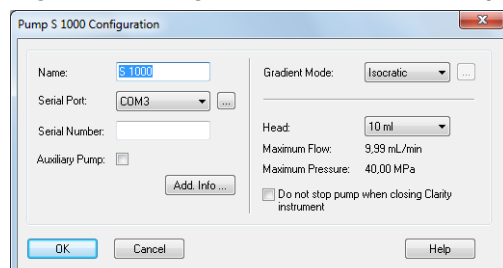 Pump S 1000 Configuration
Name: S 1000
Serial Port: COM3 ...
Serial Number:
Auxiliary Pump:
Add. Info ...
Gradient Mode: Isocratic ...
Head: 10 ml
Maximum Flow: 9,99 mL/min
Maximum Pressure: 40,00 MPa
Do not stop pump when closing Clarity
instrument
OK Cancel Help